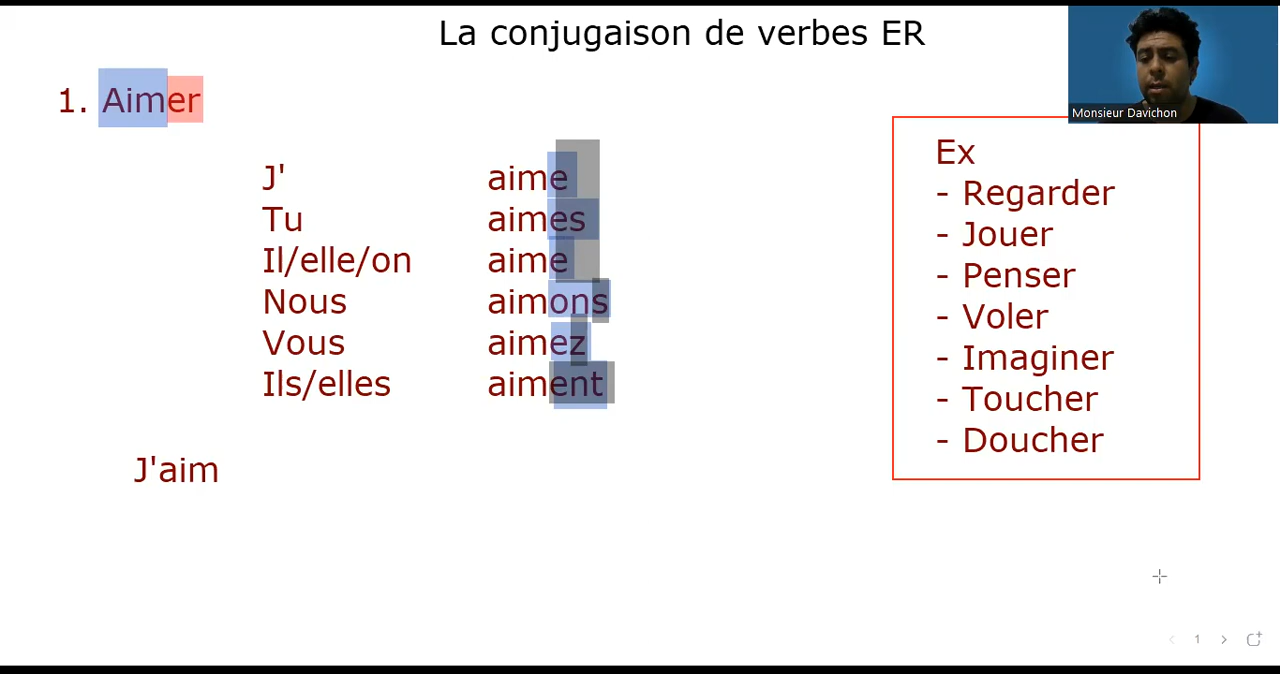 La conjugaison de verbes ER
1. Aimer
J' aime
Tu aimes
Il/elle/on aime
Nous aimons
Vous aimez
Ils/elles aiment
J'aim
Monsieur Davichon
Ex
- Regarder
- Jouer
- Penser
- Voler
- Imaginer
- Toucher
- Doucher
1